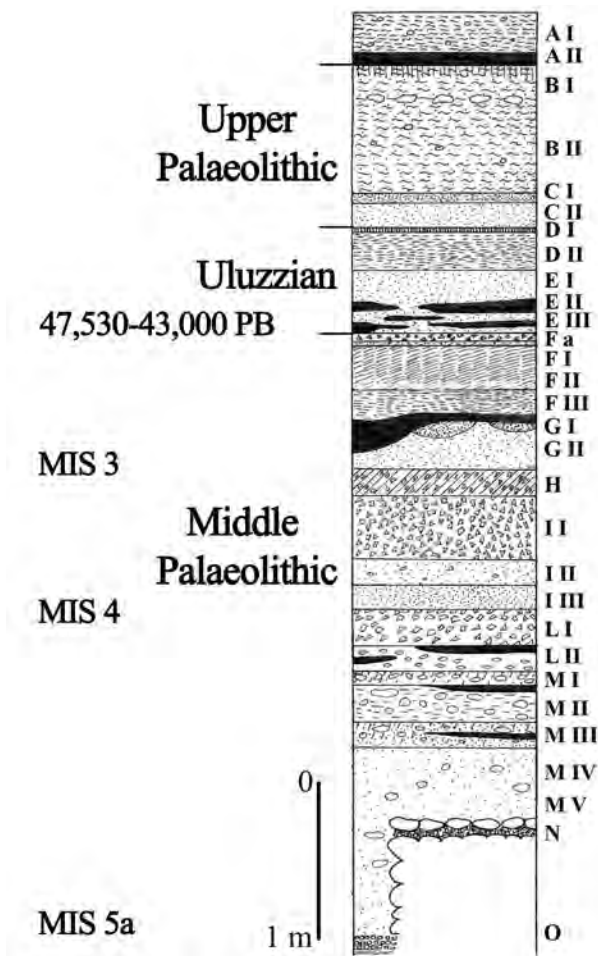 A I
A II
B I
Upper
Palaeolithic
B II
C I
C II
D I
D II
Uluzzian
E I
E II
47,530-43,000 PB
E III
F a
F I
F II
F III
G I
MIS 3
G II
H
Middle
Palaeolithic
I I
I II
I III
MIS 4
L I
L II
M I
M II
M III
0
M IV
M V
N
MIS 5a
1 m
O